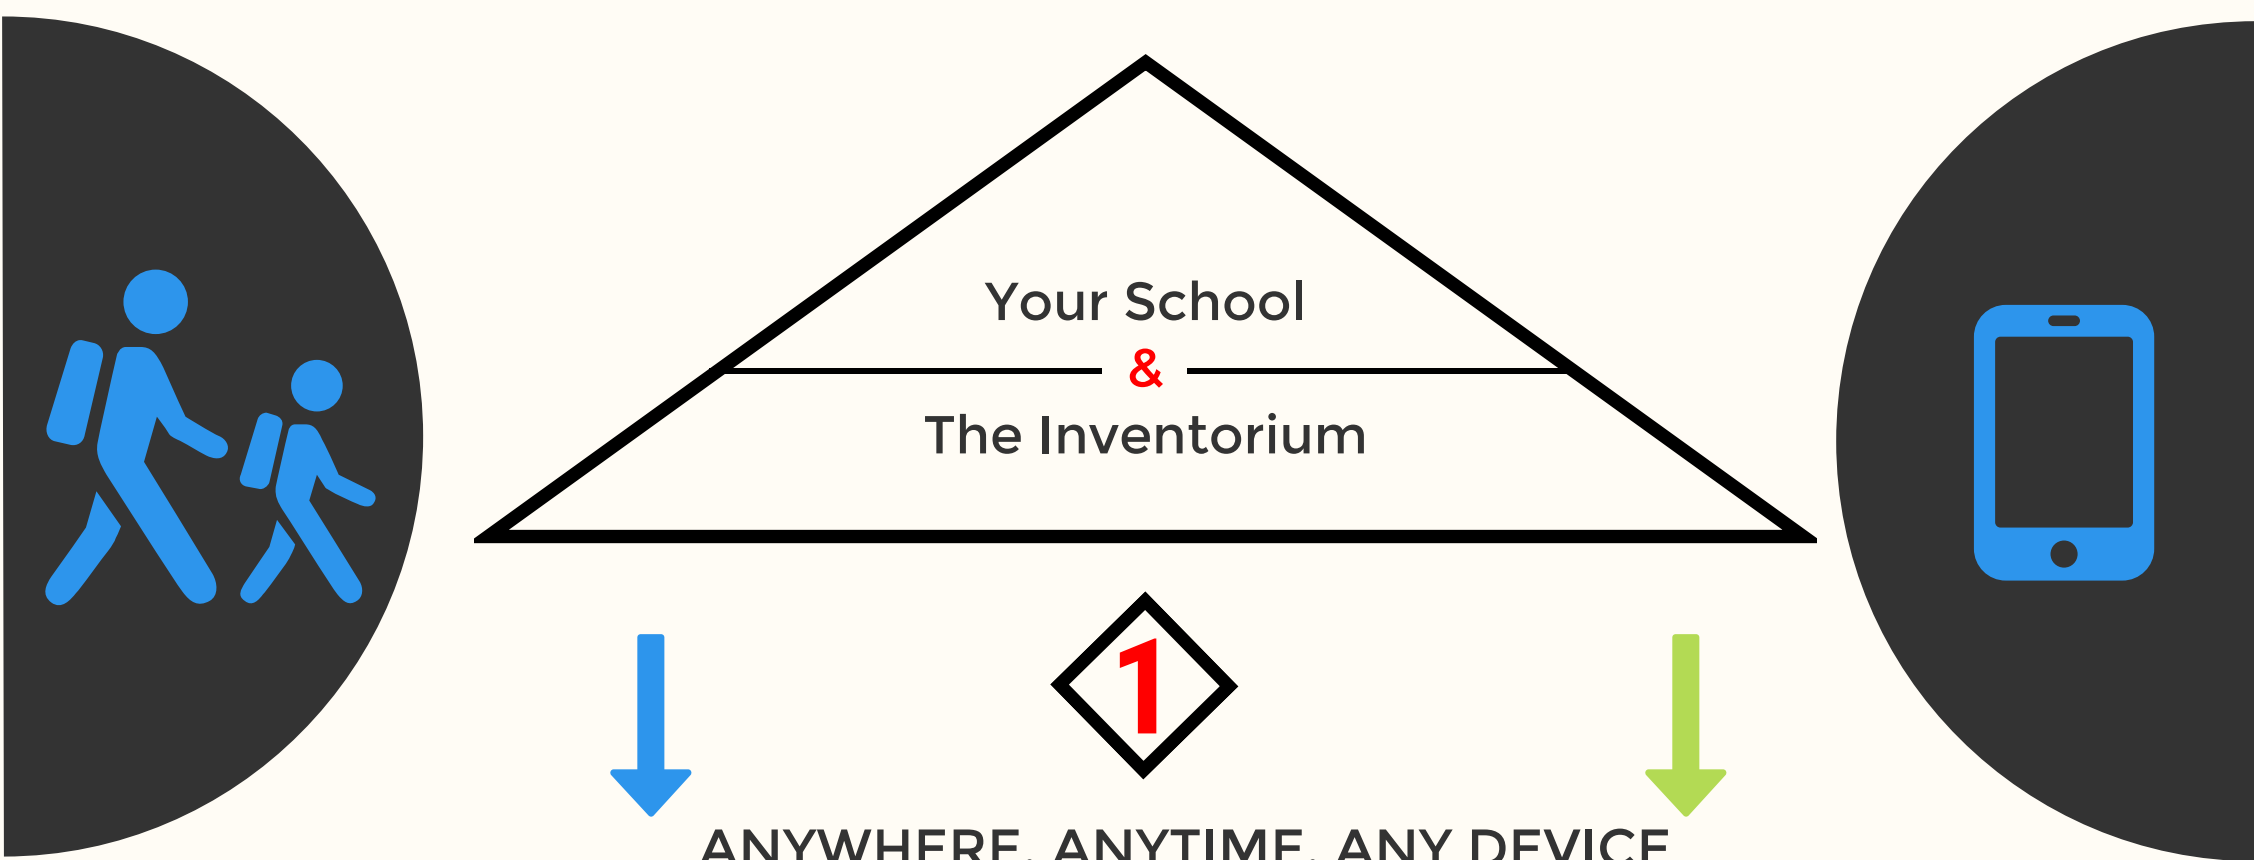 Your School
&
The Inventorium
1
ANYWHERE, ANYTIME, ANY DEVICE